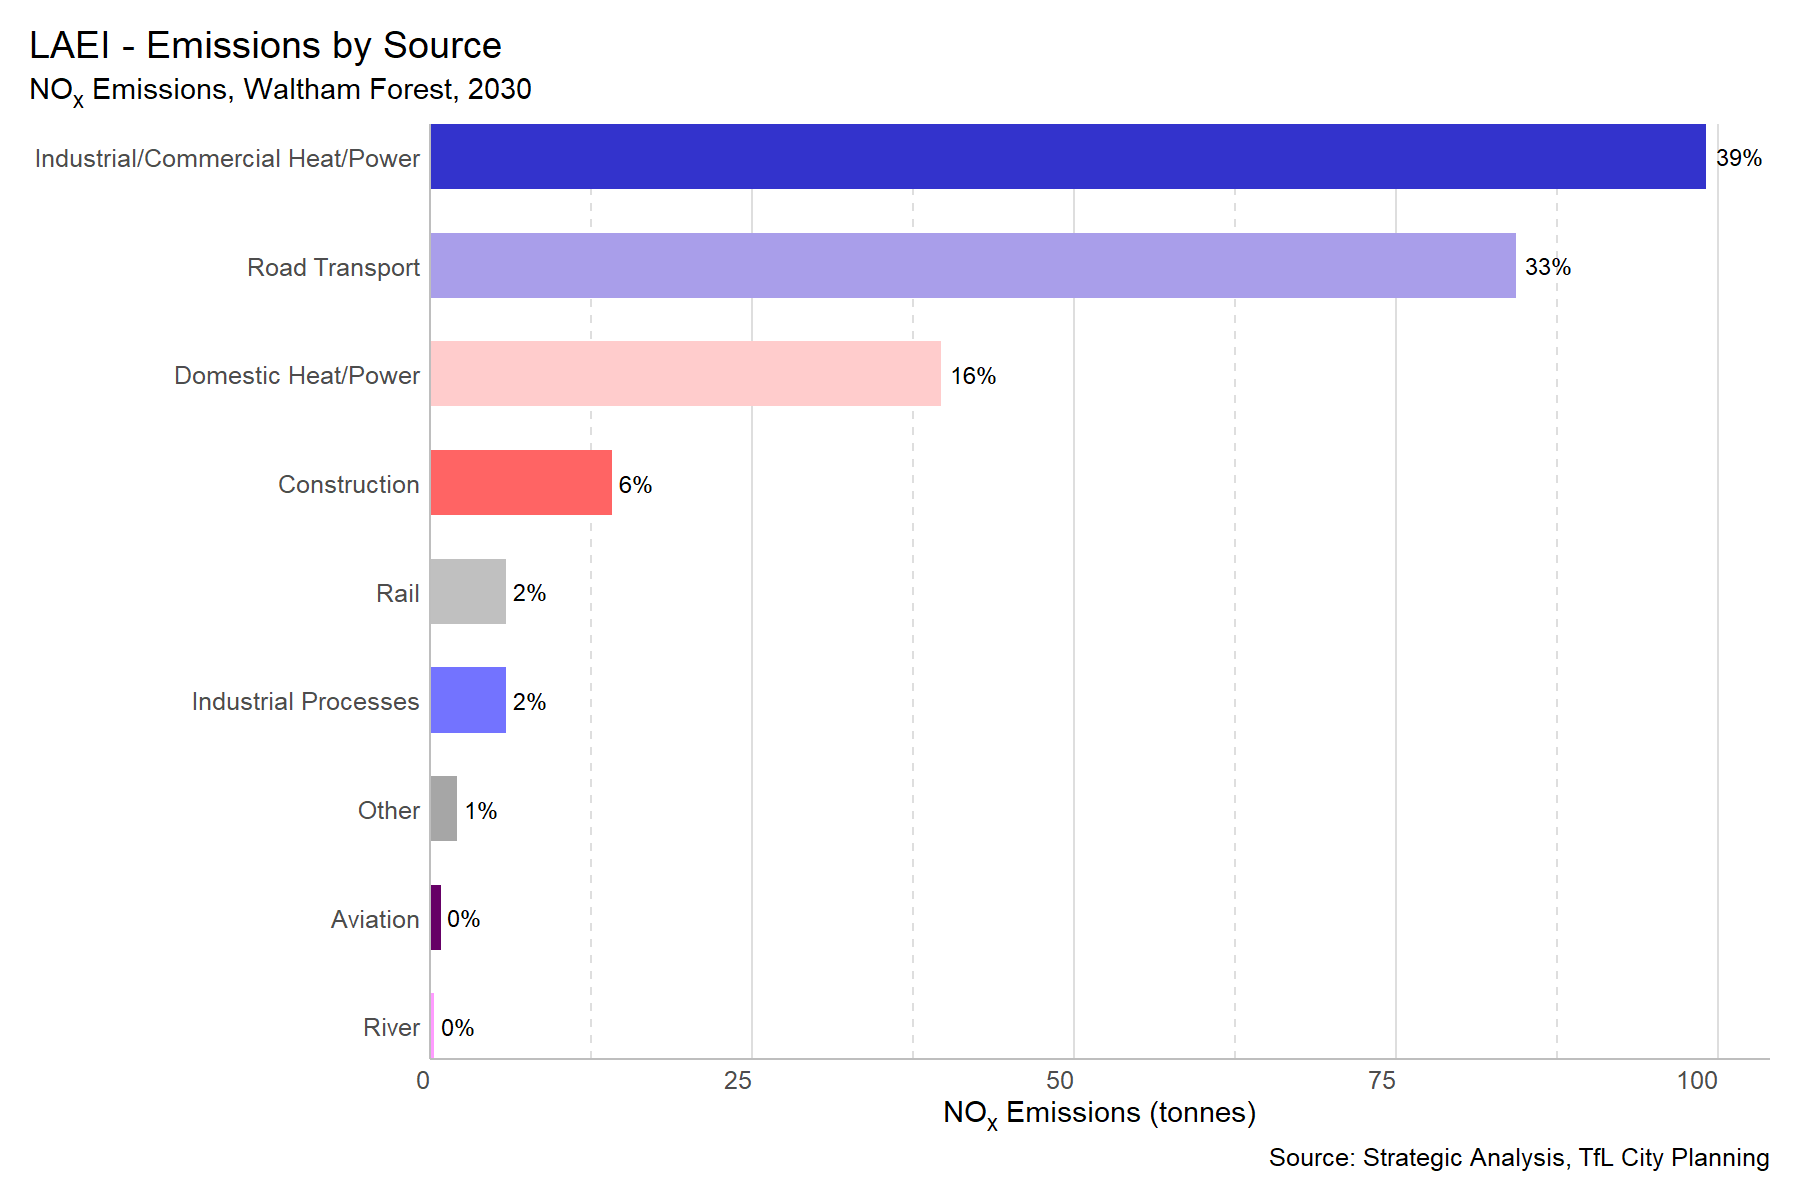 LAEI - Emissions by Source
NOx Emissions, Waltham Forest, 2030
Industrial/Commercial Heat/Power 39%
Road Transport 33%
Domestic Heat/Power 16%
Construction 6%
Rail 2%
Industrial Processes 2%
Other 1%
Aviation 0%
River 0%
0 25 50 75 100
NOx Emissions (tonnes)
Source: Strategic Analysis, TfL City Planning